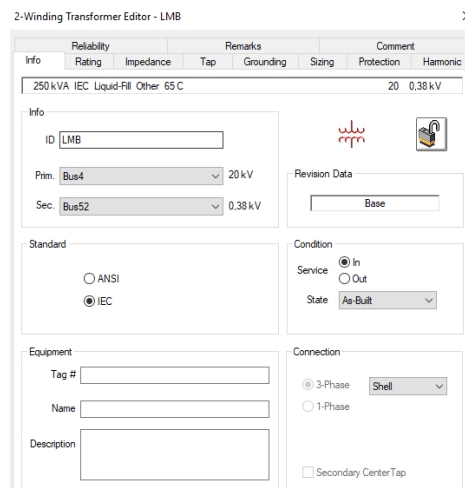 2-Winding Transformer Editor - LMB
Reliability Remarks Comment
Info Rating Impedance Tap Grounding Sizing Protection Harmonic
250 kVA IEC Liquid-Fill Other 65 C 20 0,38 kV
Info
ID LMB
Prim. Bus4 20 kV
Sec. Bus52 0,38 kV
Revision Data
Base
Standard
ANSI
IEC
Condition
Service In
Out
State As-Built
Equipment
Tag #
Name
Description
Connection
3-Phase Shell
1-Phase
Secondary CenterTap